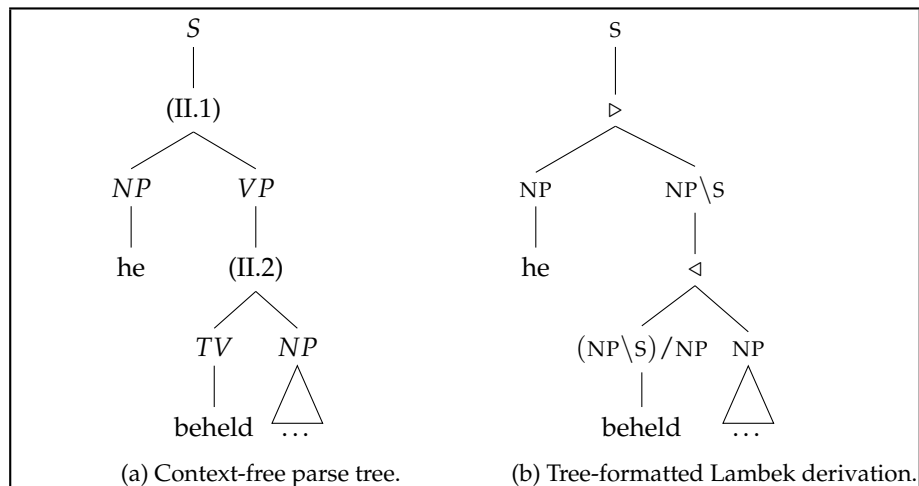 S S
(II.1) ▷
NP VP NP NP\S
he (II.2) he ◁
TV NP (NP\S)/NP NP
beheld ... beheld ...
(a) Context-free parse tree. (b) Tree-formatted Lambek derivation.